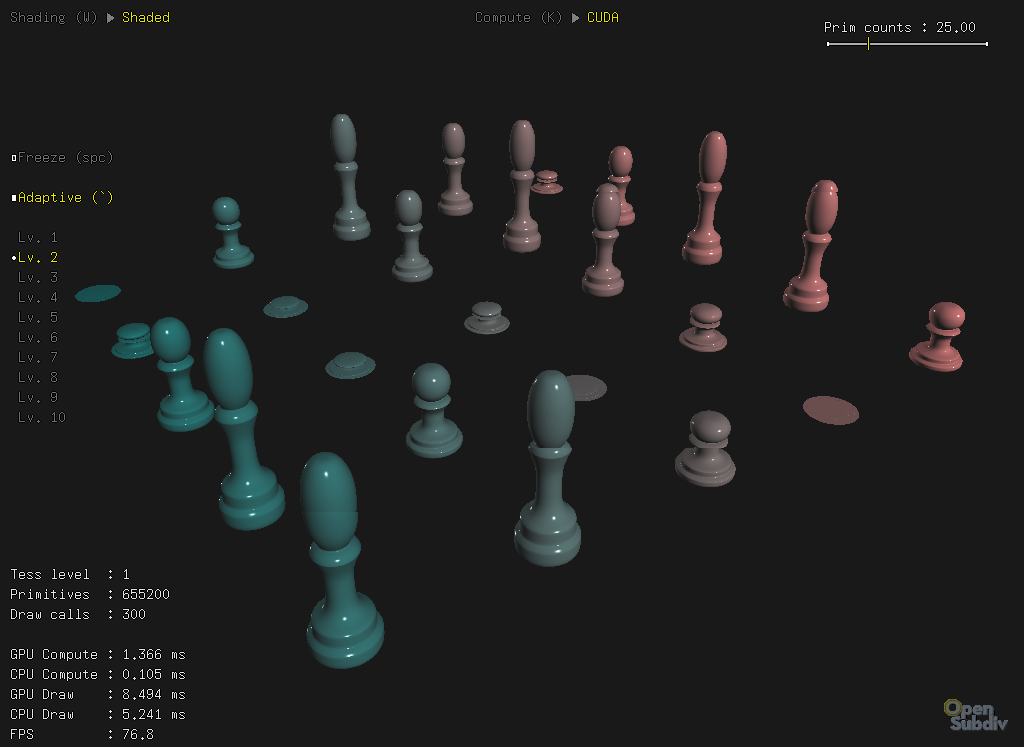 Shading (W) ▶ Shaded
Compute (K) ▶ CUDA
Prim counts : 25.00
Freeze (spc)
Adaptive (`)
Lv. 1
Lv. 2
Lv. 3
Lv. 4
Lv. 5
Lv. 6
Lv. 7
Lv. 8
Lv. 9
Lv. 10
Tess level : 1
Primitives : 655200
Draw calls : 300
GPU Compute : 1.366 ms
CPU Compute : 0.105 ms
GPU Draw : 8.494 ms
CPU Draw : 5.241 ms
FPS : 76.8
Open
Subdiv